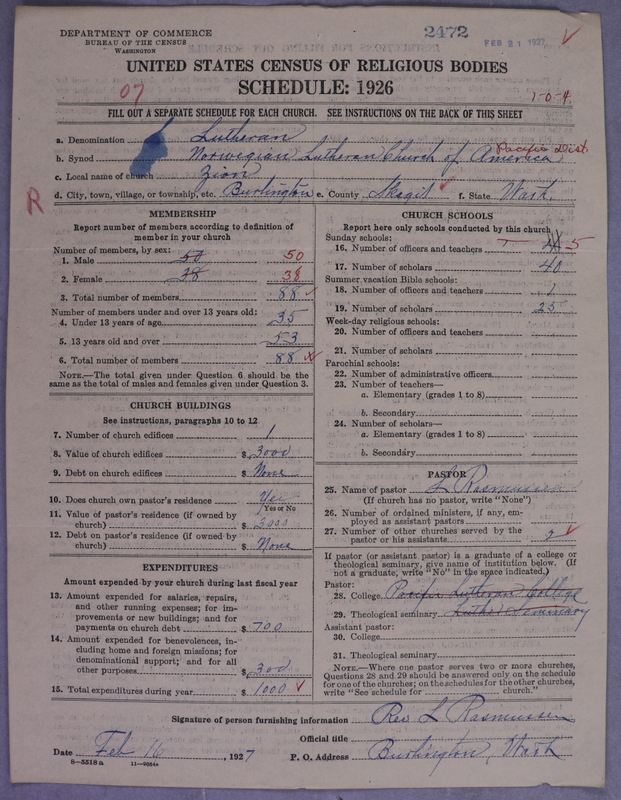 DEPARTMENT OF COMMERCE
BUREAU OF THE CENSUS
WASHINGTON
2472
FEB 21 1927
UNITED STATES CENSUS OF RELIGIOUS BODIES
SCHEDULE: 1926
07
1-0-4.
FILL OUT A SEPARATE SCHEDULE FOR EACH CHURCH. SEE INSTRUCTIONS ON THE BACK OF THIS SHEET
a. Denomination Lutheran
Pacific Dist.
b. Synod Norwegian Lutheran Church of America
c. Local name of church Zion
d. City, town, village, or township, etc. Burlington e. County Skagit f. State Wash.
R
MEMBERSHIP
Report number of members according to definition of
member in your church
Number of members, by sex:
1. Male 50 50
2. Female 38 38
3. Total number of members 88
Number of members under and over 13 years old:
4. Under 13 years of age 35
5. 13 years old and over 53
6. Total number of members 88
NOTE.—The total given under Question 6 should be the
same as the total of males and females given under Question 3.
CHURCH BUILDINGS
See instructions, paragraphs 10 to 12
7. Number of church edifices 1
8. Value of church edifices $ 3000
9. Debt on church edifices $ None
10. Does church own pastor's residence Yes
Yes or No
11. Value of pastor's residence (if owned by
church) $ 3000
12. Debt on pastor's residence (if owned by
church) $ None
EXPENDITURES
Amount expended by your church during last fiscal year
13. Amount expended for salaries, repairs,
and other running expenses; for im-
provements or new buildings; and for
payments on church debt $ 700
14. Amount expended for benevolences, in-
cluding home and foreign missions; for
denominational support; and for all
other purposes $ 300
15. Total expenditures during year $ 1000
CHURCH SCHOOLS
Report here only schools conducted by this church
Sunday schools:
16. Number of officers and teachers 5
17. Number of scholars 40
Summer vacation Bible schools:
18. Number of officers and teachers 1
19. Number of scholars 25
Week-day religious schools:
20. Number of officers and teachers
21. Number of scholars
Parochial schools:
22. Number of administrative officers
23. Number of teachers—
a. Elementary (grades 1 to 8)
b. Secondary
24. Number of scholars—
a. Elementary (grades 1 to 8)
b. Secondary
PASTOR
25. Name of pastor L Rasmussen
(If church has no pastor, write "None")
26. Number of ordained ministers, if any, em-
ployed as assistant pastors
27. Number of other churches served by the
pastor or his assistants 2
If pastor (or assistant pastor) is a graduate of a college or
theological seminary, give name of institution below. (If
not a graduate, write "No" in the space indicated.)
Pastor:
28. College Pacific Lutheran College
29. Theological seminary Luther Seminary
Assistant pastor:
30. College
31. Theological seminary
NOTE.—Where one pastor serves two or more churches,
Questions 28 and 29 should be answered only on the schedule
for one of the churches; on the schedules for the other churches,
write "See schedule for church."
Signature of person furnishing information Rev L Rasmussen
Official title
Date Feb 16, 1927 P. O. Address Burlington, Wash
8—5518 a